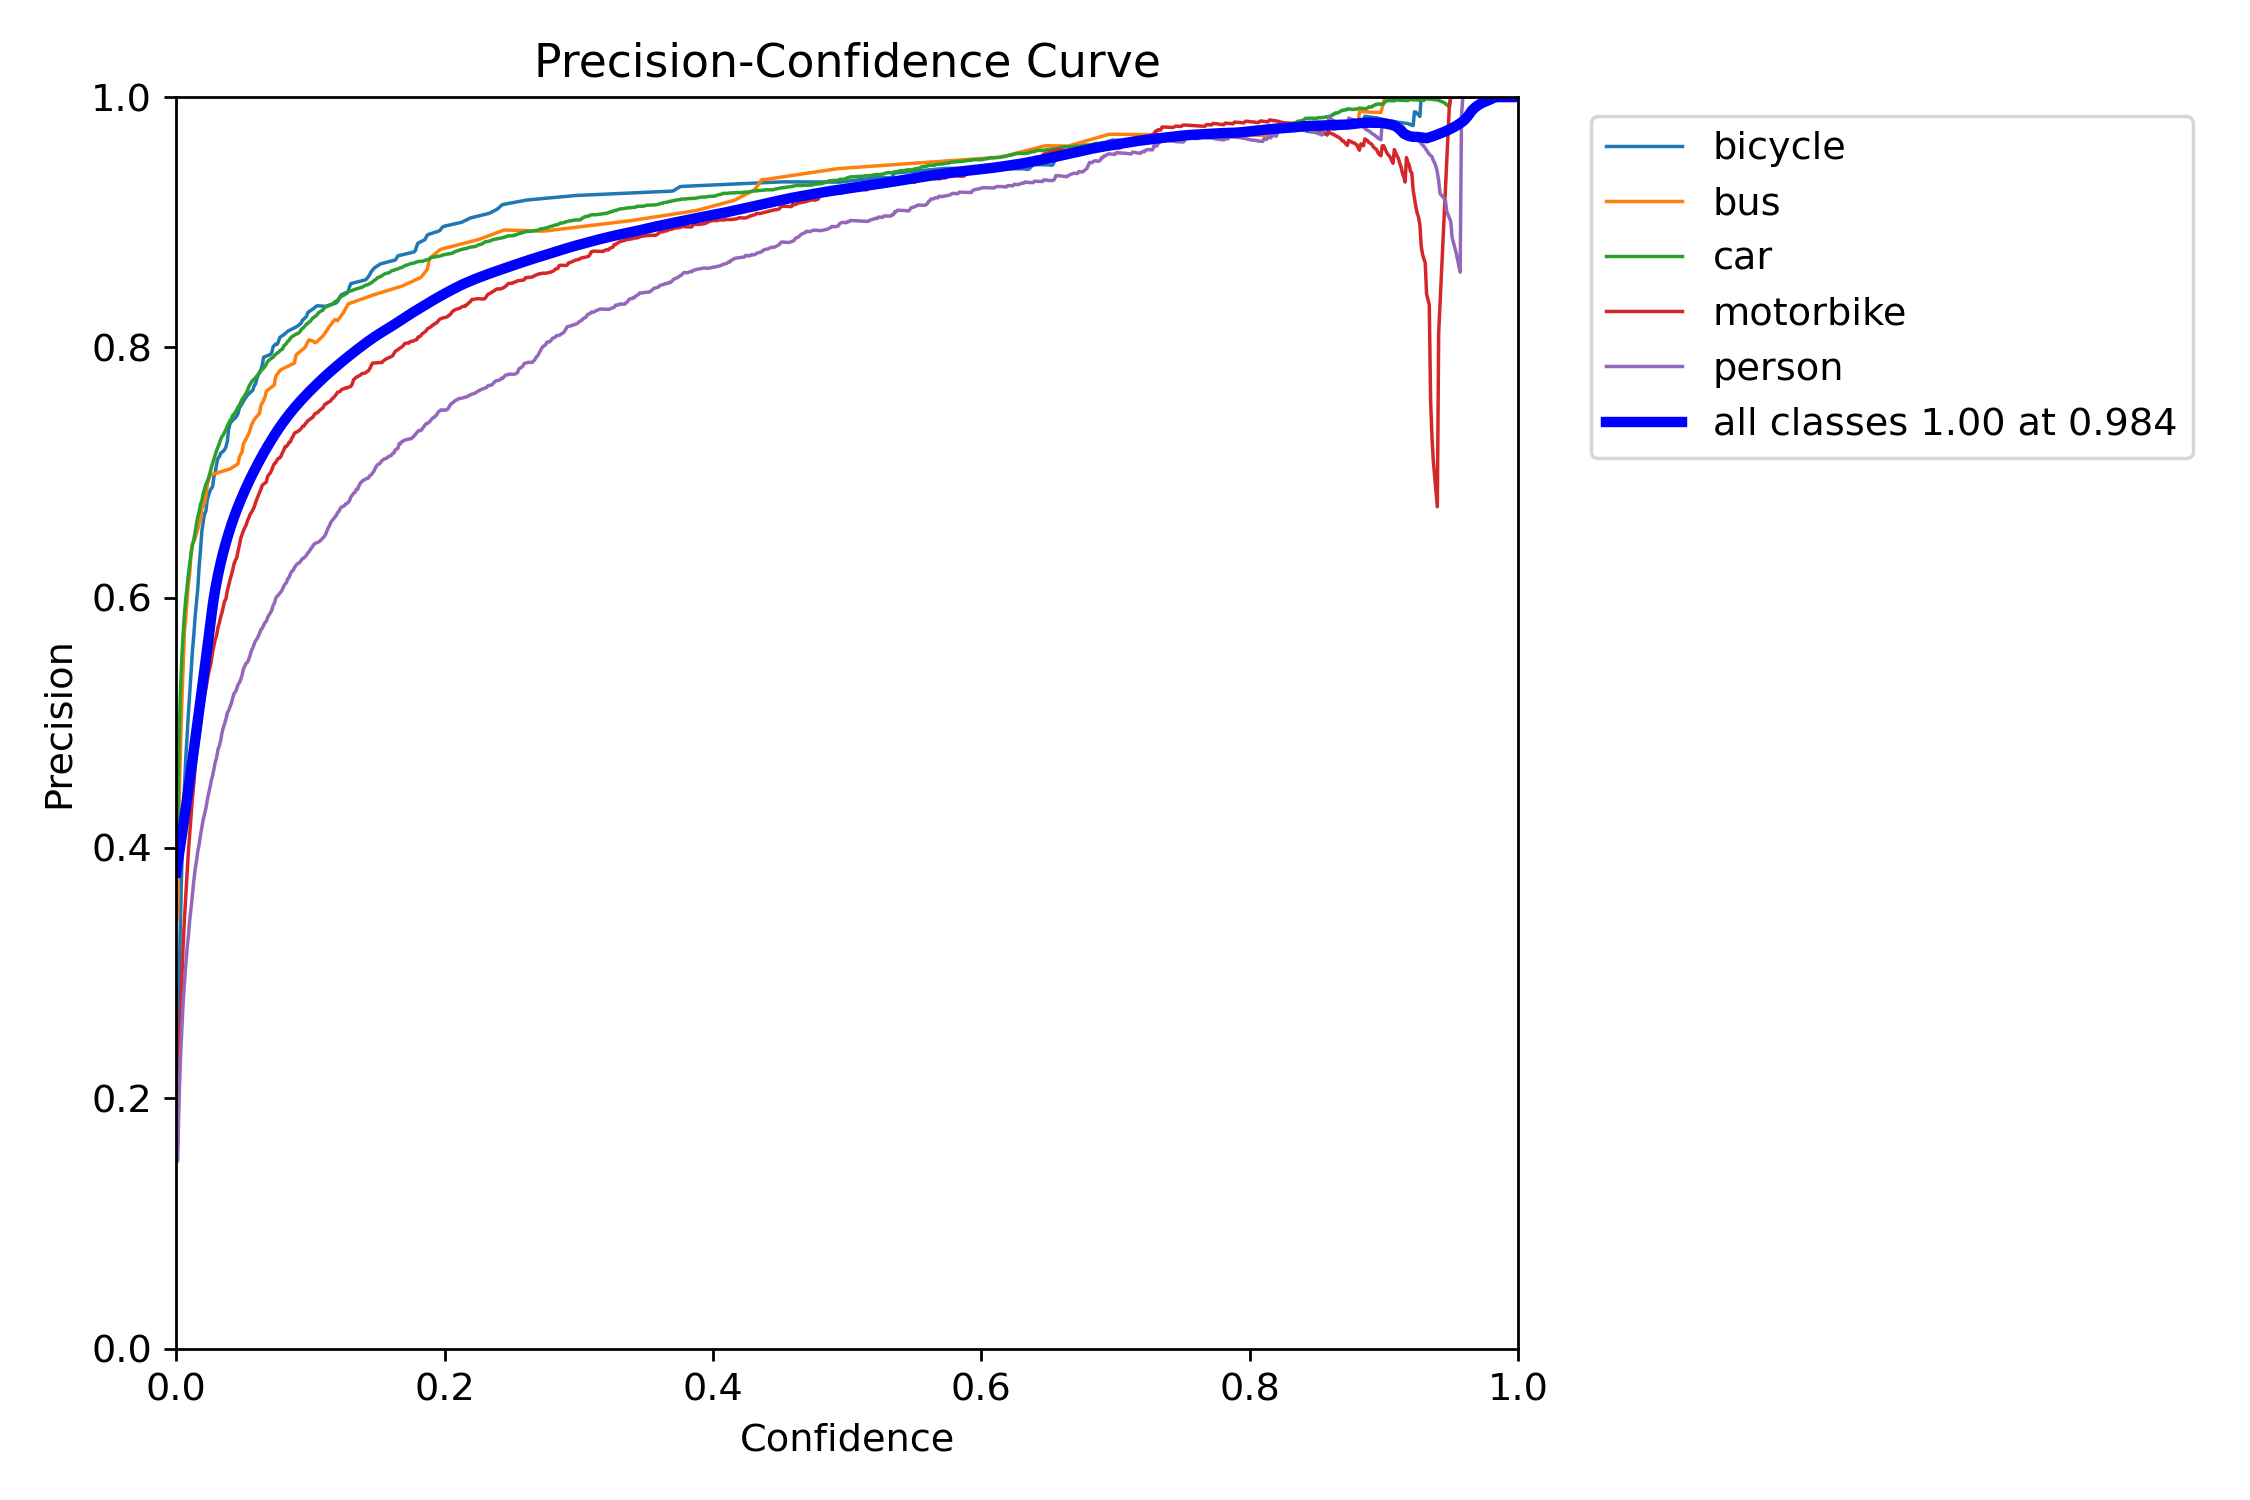 Precision-Confidence Curve
1.0
0.8
0.6
0.4
0.2
0.0
Precision
0.0 0.2 0.4 0.6 0.8 1.0
Confidence
bicycle
bus
car
motorbike
person
all classes 1.00 at 0.984